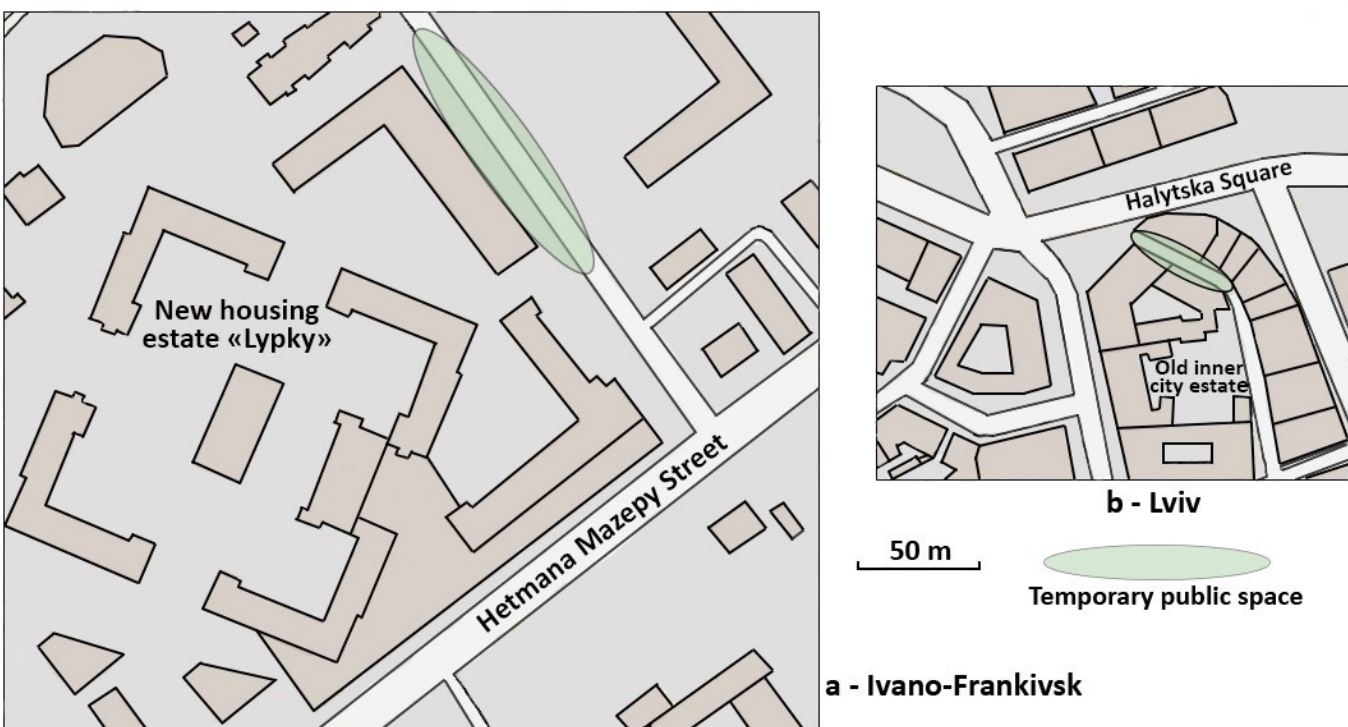 New housing
estate «Lypky»
Hetmana Mazepy Street
Halytska Square
Old inner
city estate
b - Lviv
50 m
Temporary public space
a - Ivano-Frankivsk